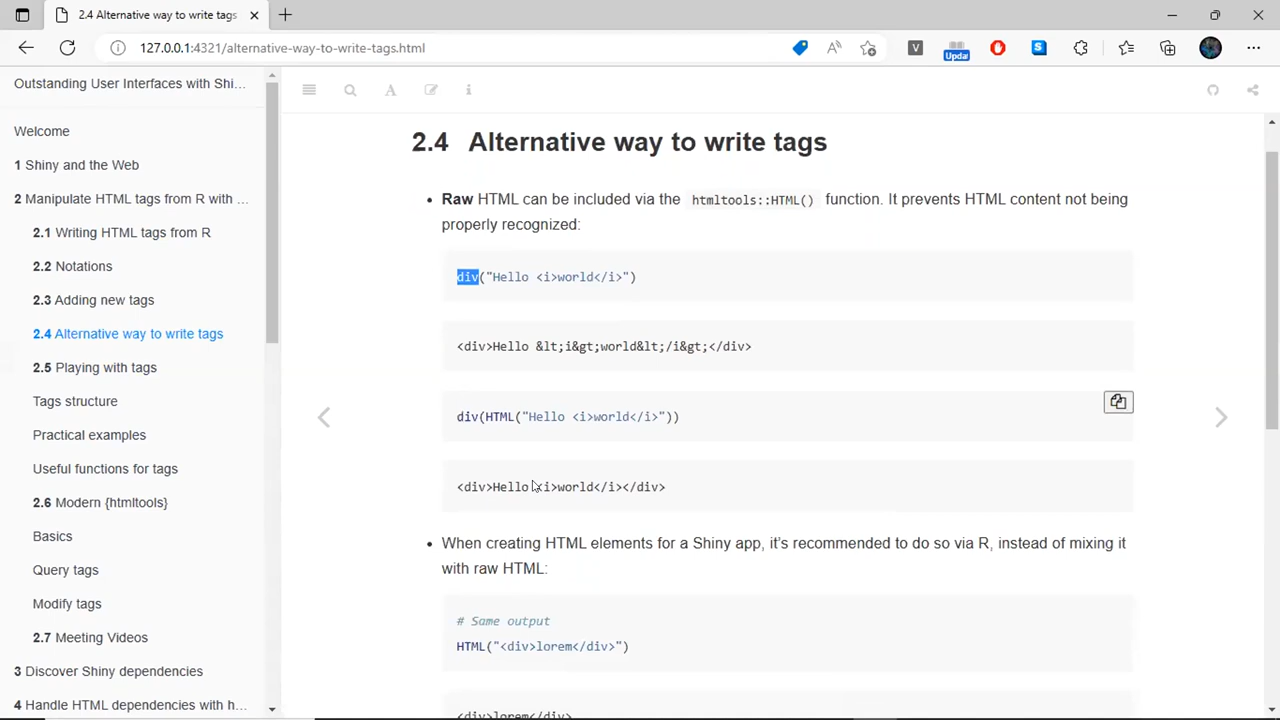 2.4 Alternative way to write tags
127.0.0.1:4321/alternative-way-to-write-tags.html
V
Updat
S
Outstanding User Interfaces with Shi...
Welcome
1 Shiny and the Web
2 Manipulate HTML tags from R with ...
2.1 Writing HTML tags from R
2.2 Notations
2.3 Adding new tags
2.4 Alternative way to write tags
2.5 Playing with tags
Tags structure
Practical examples
Useful functions for tags
2.6 Modern {htmltools}
Basics
Query tags
Modify tags
2.7 Meeting Videos
3 Discover Shiny dependencies
4 Handle HTML dependencies with h...
2.4 Alternative way to write tags
Raw HTML can be included via the htmltools::HTML() function. It prevents HTML content not being
properly recognized:
div("Hello <i>world</i>")
<div>Hello &lt;i&gt;world&lt;/i&gt;</div>
div(HTML("Hello <i>world</i>"))
<div>Hello <i>world</i></div>
When creating HTML elements for a Shiny app, it's recommended to do so via R, instead of mixing it
with raw HTML:
# Same output
HTML("<div>lorem</div>")
<div>lorem</div>